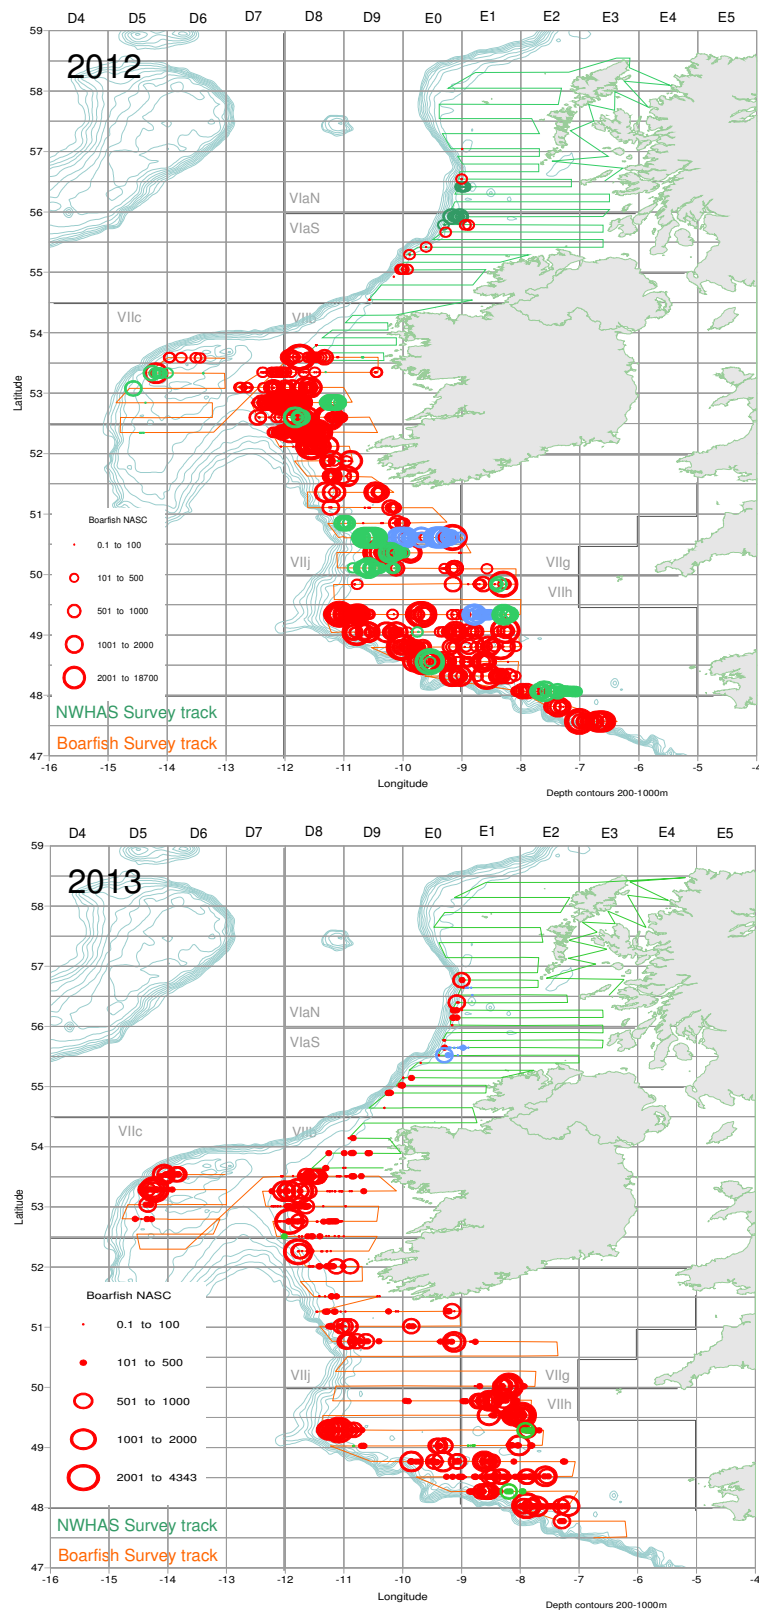 D4 D5 D6 D7 D8 D9 E0 E1 E2 E3 E4 E5
59
2012
58
57
VIaN
56
VIaS
55
VIIc
VIIb
54
53
Latitude
52
51
Boarfish NASC
0.1 to 100
101 to 500
501 to 1000
1001 to 2000
2001 to 18700
VIIj
VIIg
50
VIIh
49
48
NWHAS Survey track
Boarfish Survey track
47
-16 -15 -14 -13 -12 -11 -10 -9 -8 -7 -6 -5 -4
Longitude
Depth contours 200-1000m
D4 D5 D6 D7 D8 D9 E0 E1 E2 E3 E4 E5
59
2013
58
57
VIaN
56
VIaS
55
VIIc
VIIb
54
53
Latitude
52
51
Boarfish NASC
0.1 to 100
101 to 500
501 to 1000
1001 to 2000
2001 to 4343
VIIj
VIIg
50
VIIh
49
48
NWHAS Survey track
Boarfish Survey track
47
-16 -15 -14 -13 -12 -11 -10 -9 -8 -7 -6 -5 -4
Longitude
Depth contours 200-1000m